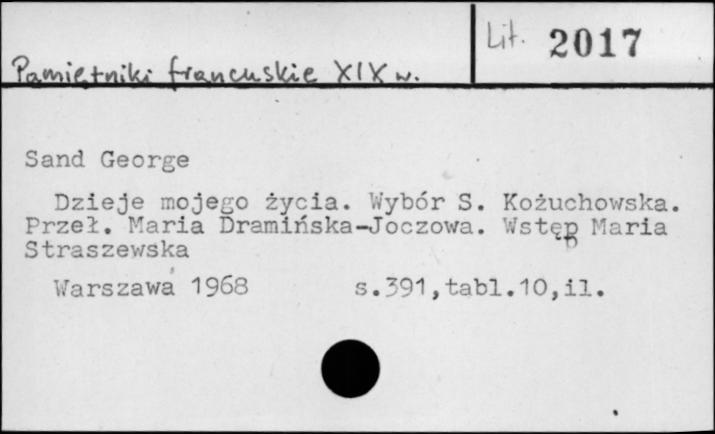 Lit. 2017
Pamiętniki francuskie XIX w.
Sand George
Dzieje mojego życia. Wybór S. Kożuchowska.
Przeł. Maria Dramińska-Joczowa. Wstęp Maria
Straszewska
Warszawa 1968 s.391,tabl.10,il.